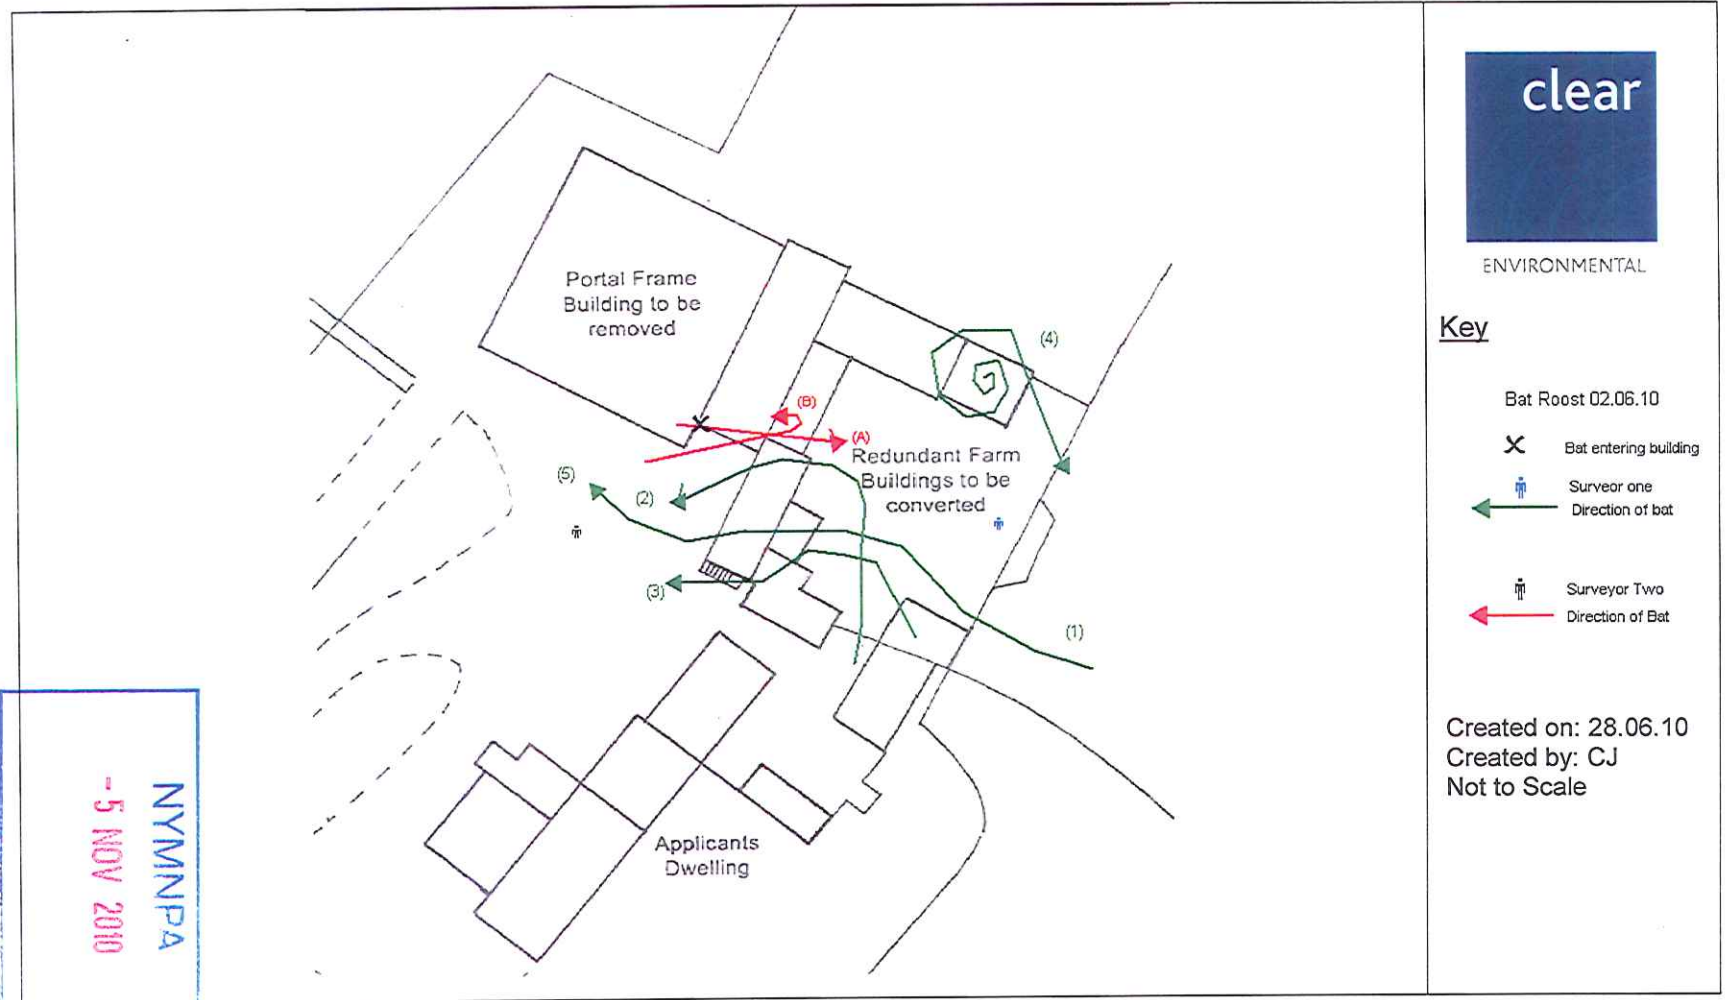 Portal Frame
Building to be
removed
(4)
(B)
(A)
Redundant Farm
Buildings to be
converted
(5)
(2)
(3)
(1)
Applicants
Dwelling
clear
ENVIRONMENTAL
Key
Bat Roost 02.06.10
Bat entering building
Surveor one
Direction of bat
Surveyor Two
Direction of Bat
Created on: 28.06.10
Created by: CJ
Not to Scale
NYMNPA
-5 NOV 2010